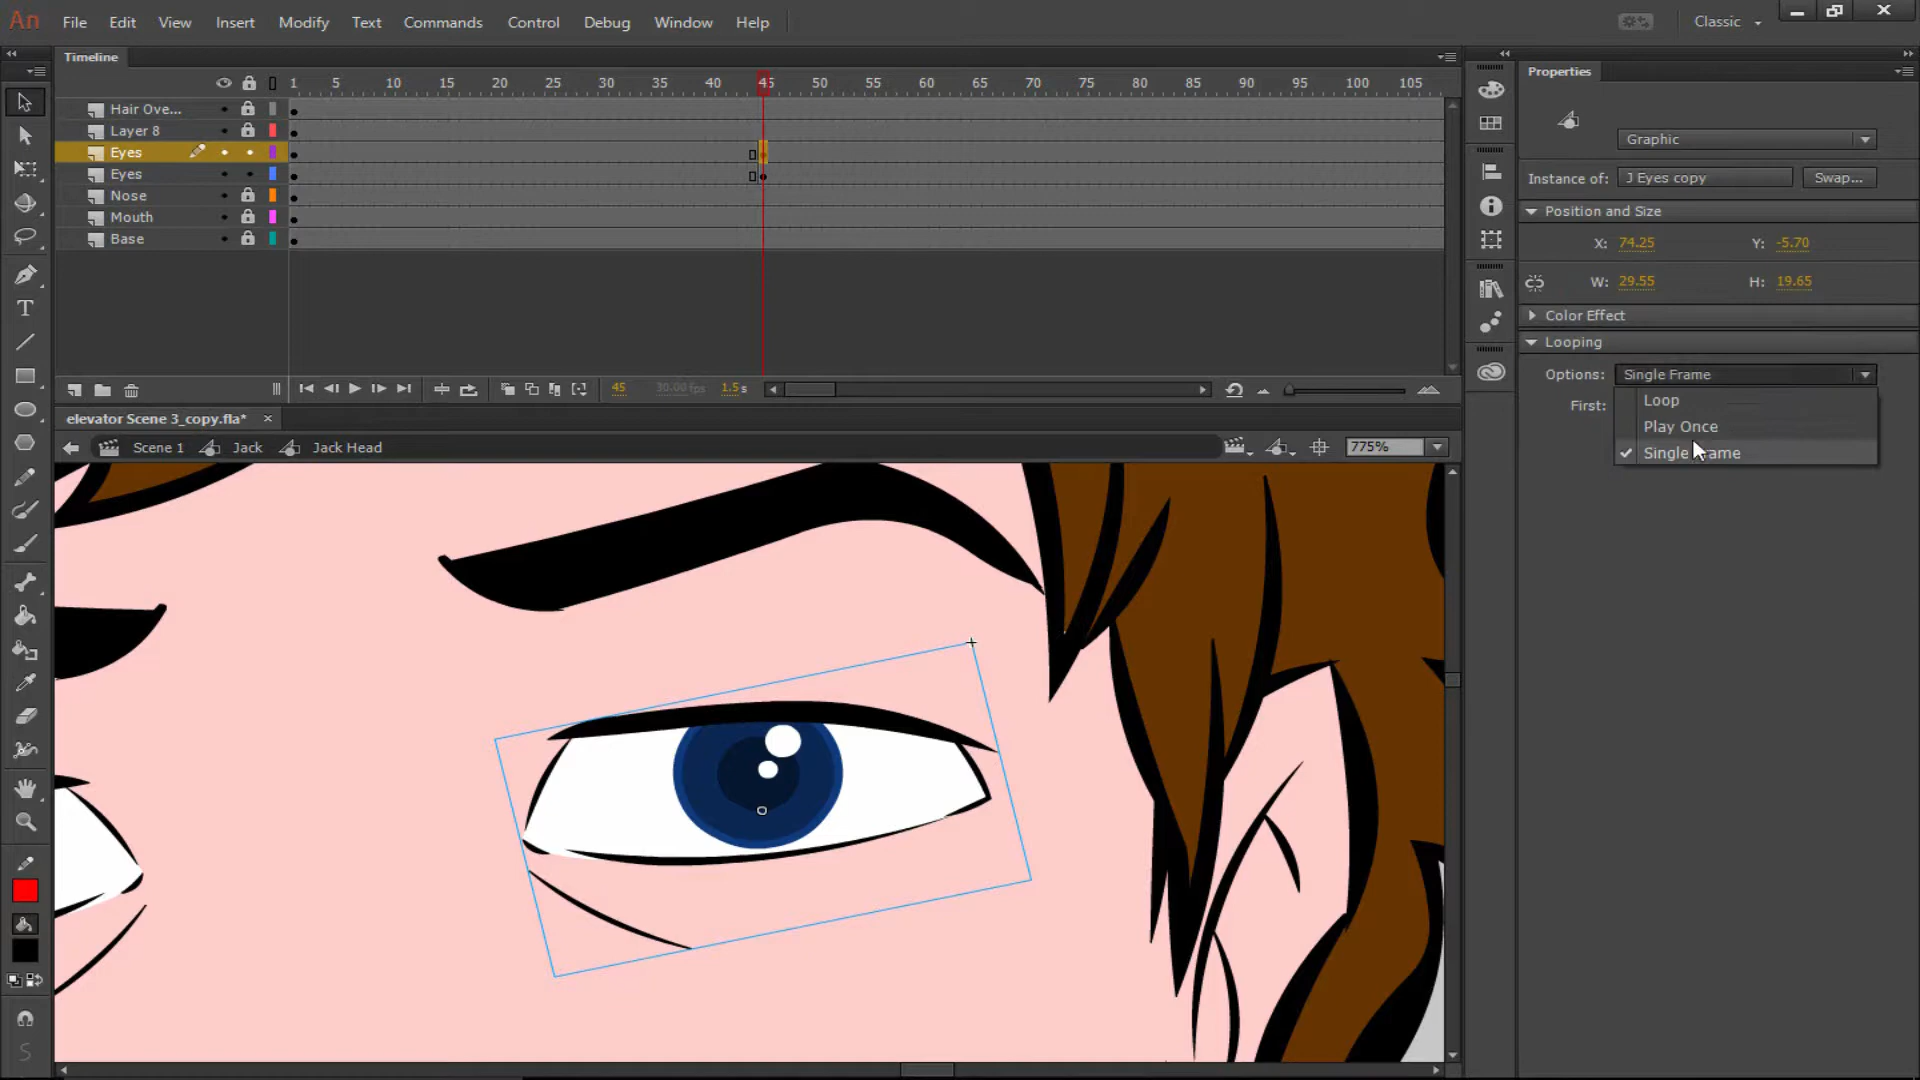 An File Edit View Insert Modify Text Commands Control Debug Window Help Classic
Timeline
Properties
1 5 10 15 20 25 30 35 40 45 50 55 60 65 70 75 80 85 90 95 100 105
Hair Ove...
Layer 8
Eyes
Eyes
Nose
Mouth
Base
Graphic
Instance of: J Eyes copy Swap...
Position and Size
X: 74.25 Y: -5.70
W: 29.55 H: 19.65
Color Effect
Looping
Options: Single Frame
First:
Loop
Play Once
Single Frame
45 30.00 fps 1.5 s
elevator Scene 3_copy.fla* ×
Scene 1 Jack Jack Head 775%